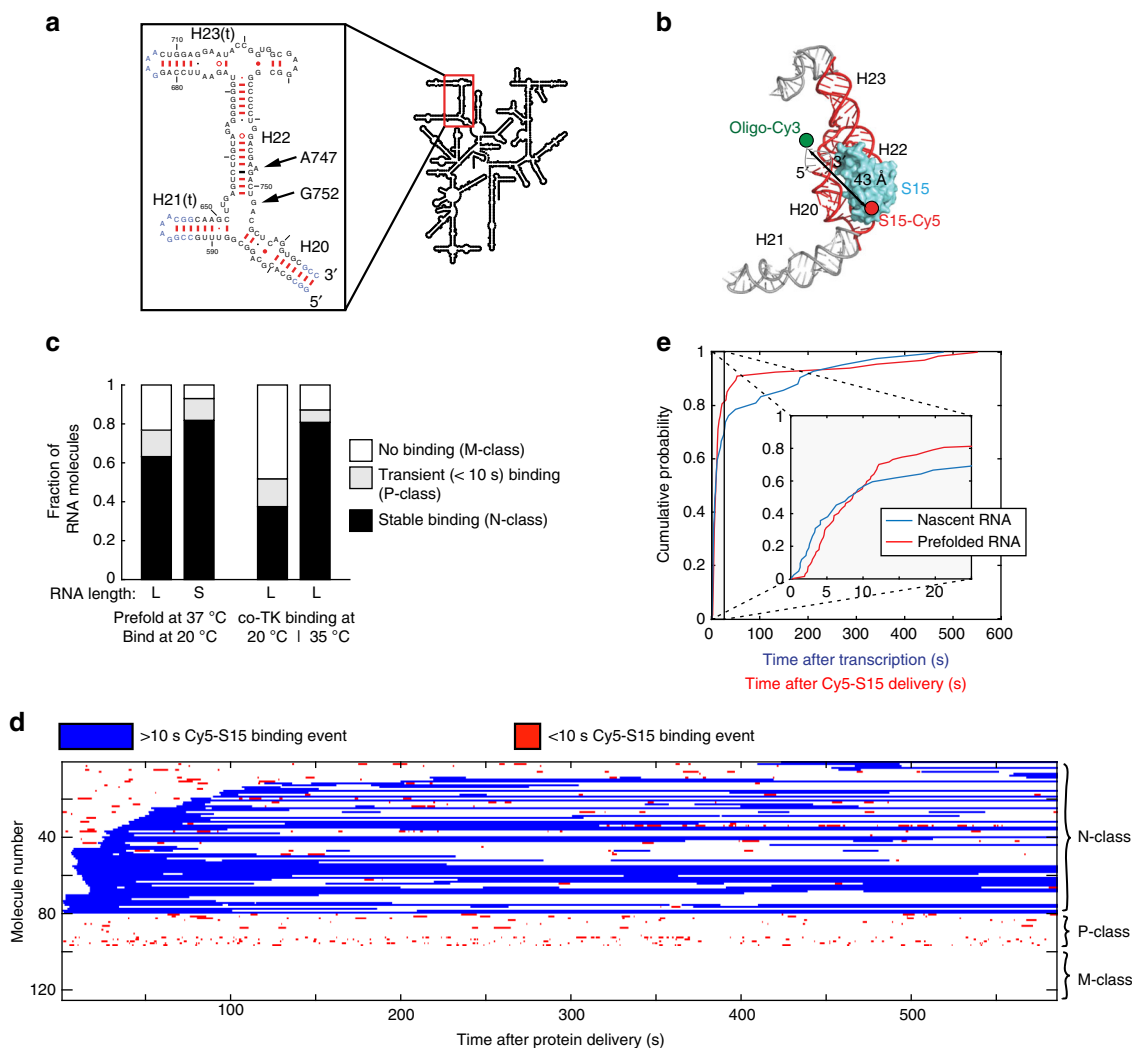 a
H23(t)
710
680
H22
A747
750
G752
H21(t)
650
590
H20
3′
5′
b
H23
Oligo-Cy3
H22
3′
5′
43 Å
S15
H20
S15-Cy5
H21
c
Fraction of
RNA molecules
1
0.8
0.6
0.4
0.2
0
No binding (M-class)
Transient (< 10 s) binding
(P-class)
Stable binding (N-class)
RNA length: L S L L
Prefold at 37 °C
Bind at 20 °C
co-TK binding at
20 °C | 35 °C
e
Cumulative probability
1
0.8
0.6
0.4
0.2
0
1
0.8
0.6
0.4
0.2
0
0 5 10 20
Nascent RNA
Prefolded RNA
0 100 200 300 400 500 600
Time after transcription (s)
Time after Cy5-S15 delivery (s)
d
>10 s Cy5-S15 binding event
<10 s Cy5-S15 binding event
Molecule number
40
80
120
N-class
P-class
M-class
100 200 300 400 500
Time after protein delivery (s)